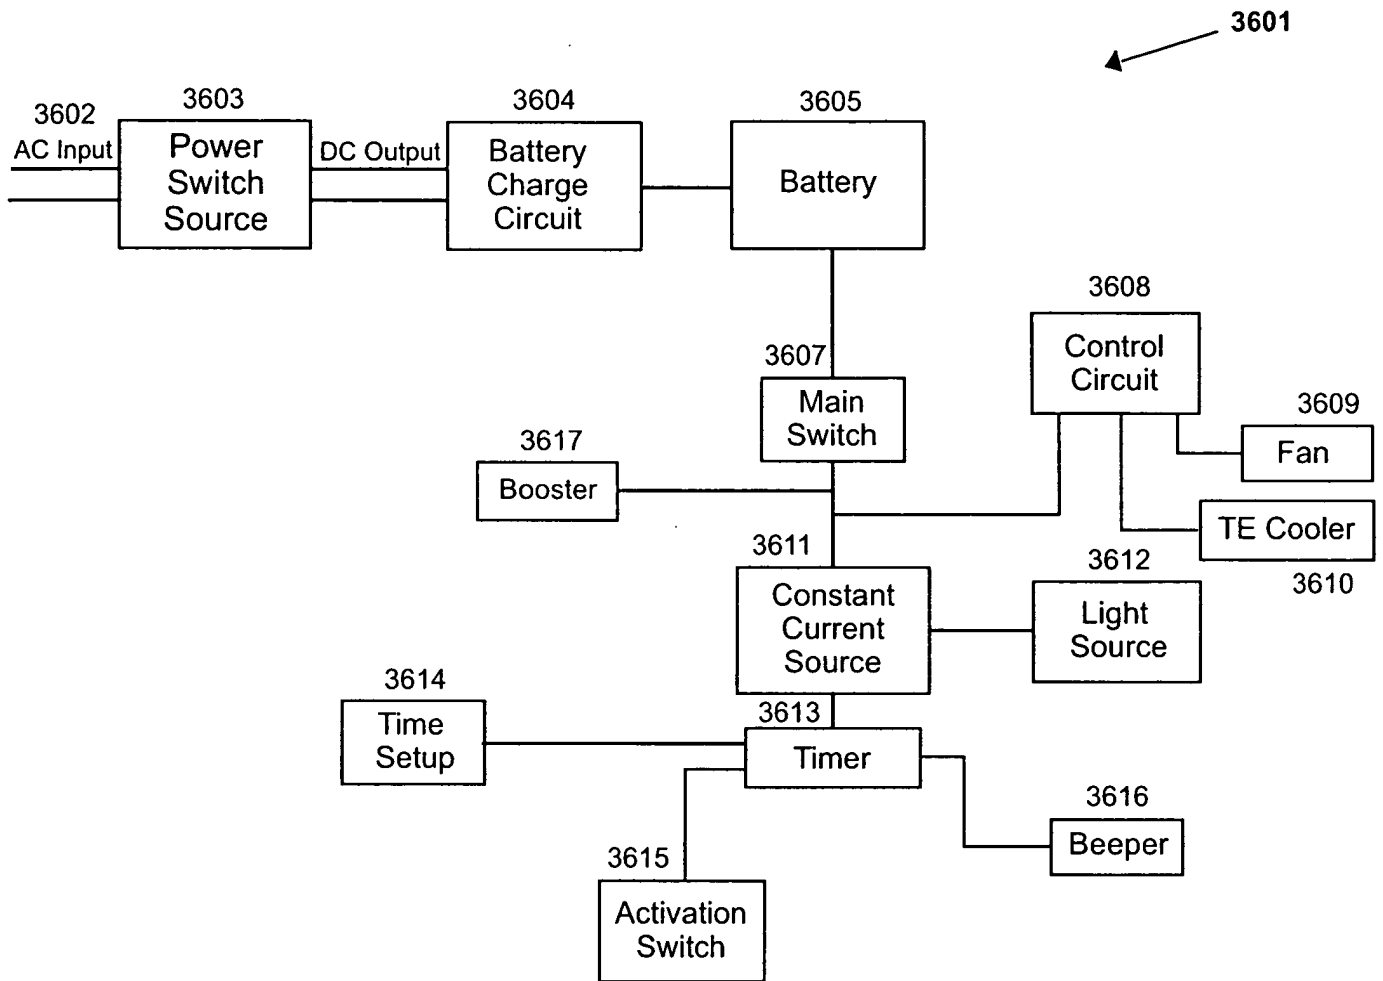 3601
3602
AC Input
3603
Power
Switch
Source
DC Output
3604
Battery
Charge
Circuit
3605
Battery
3607
Main
Switch
3608
Control
Circuit
3609
Fan
TE Cooler
3610
3617
Booster
3611
Constant
Current
Source
3612
Light
Source
3614
Time
Setup
3613
Timer
3616
Beeper
3615
Activation
Switch